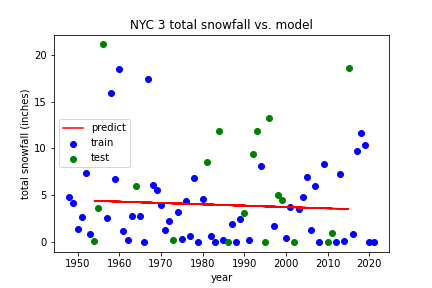 NYC 3 total snowfall vs. model
total snowfall (inches)
20
15
10
5
0
predict
train
test
1950 1960 1970 1980 1990 2000 2010 2020
year